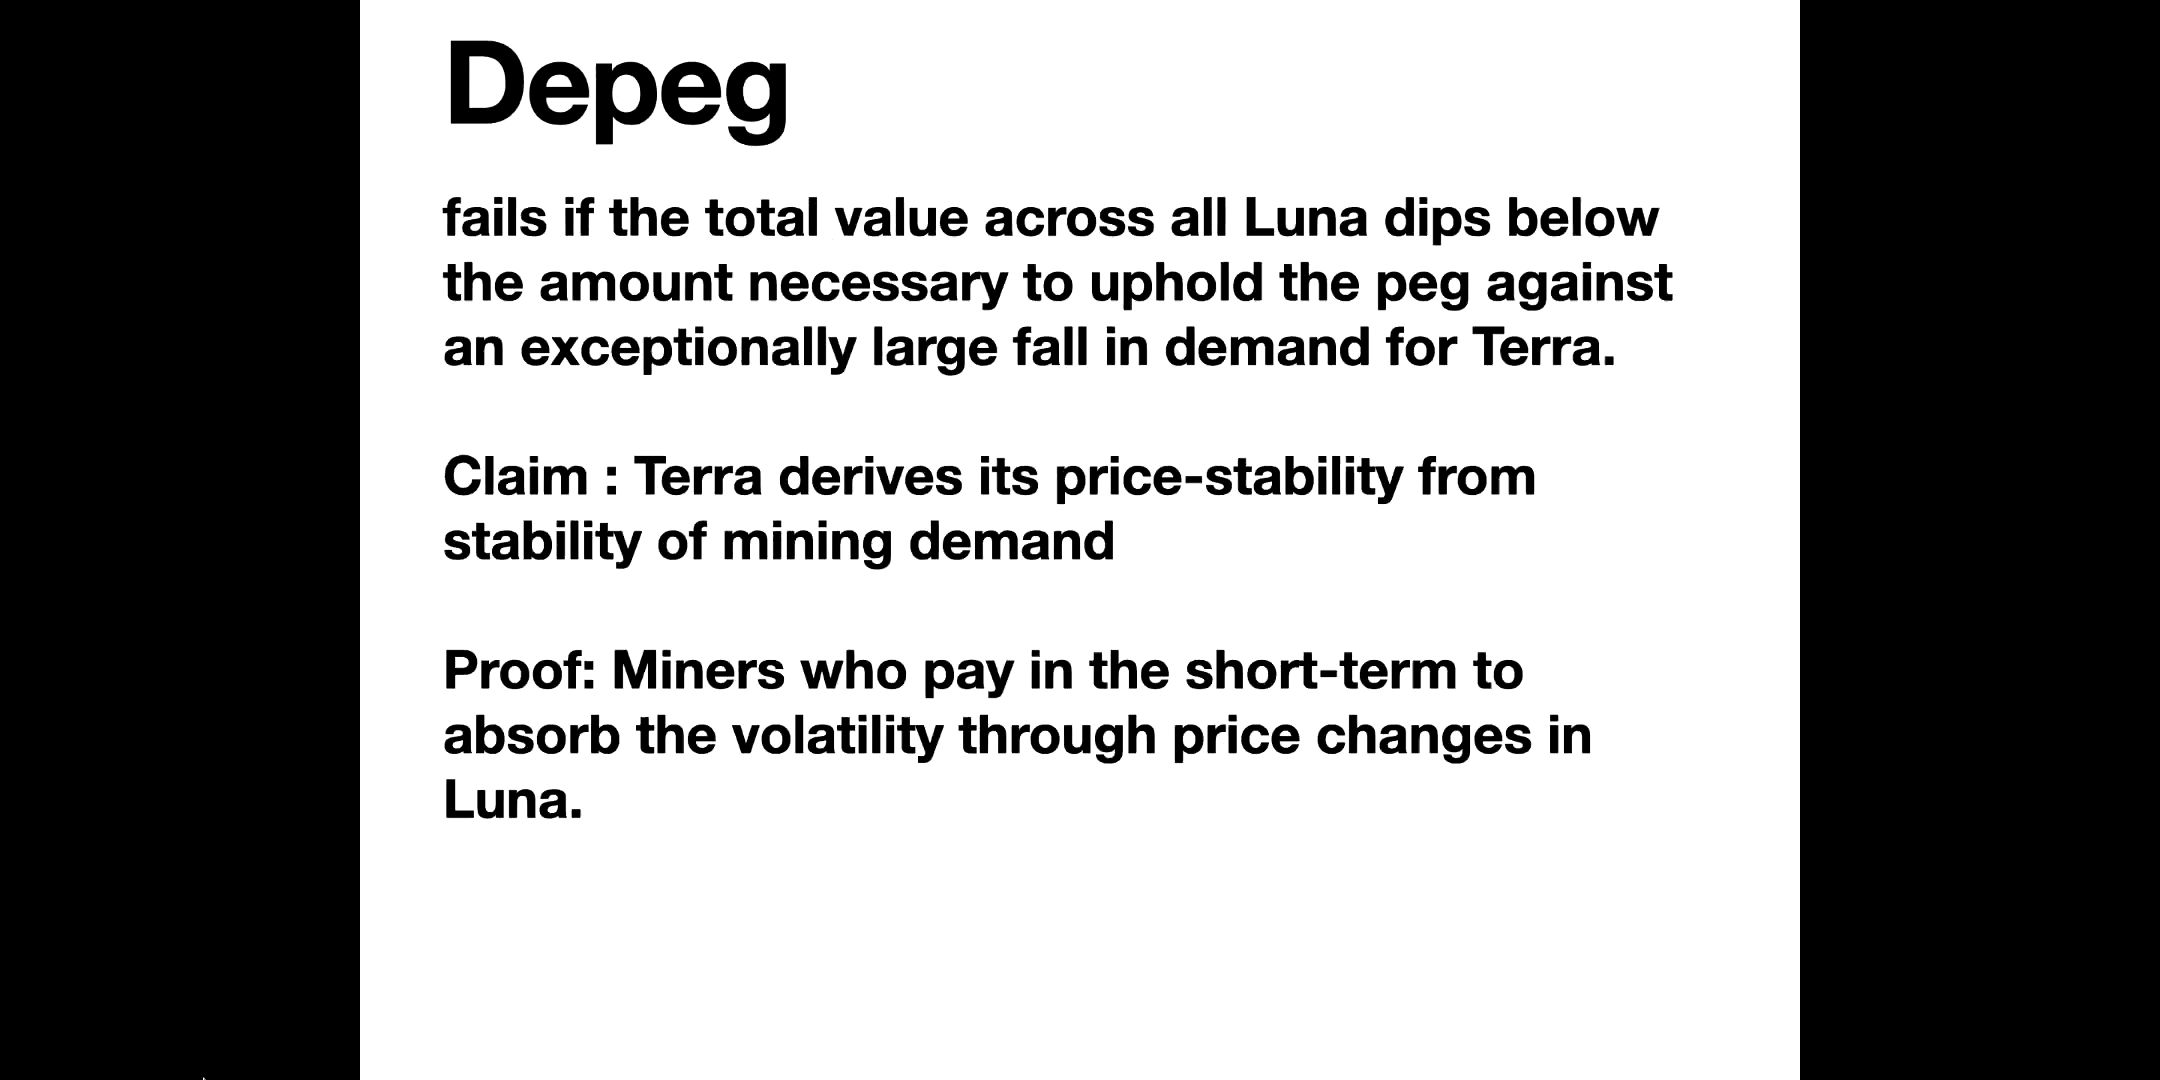 Depeg
fails if the total value across all Luna dips below
the amount necessary to uphold the peg against
an exceptionally large fall in demand for Terra.
Claim : Terra derives its price-stability from
stability of mining demand
Proof: Miners who pay in the short-term to
absorb the volatility through price changes in
Luna.